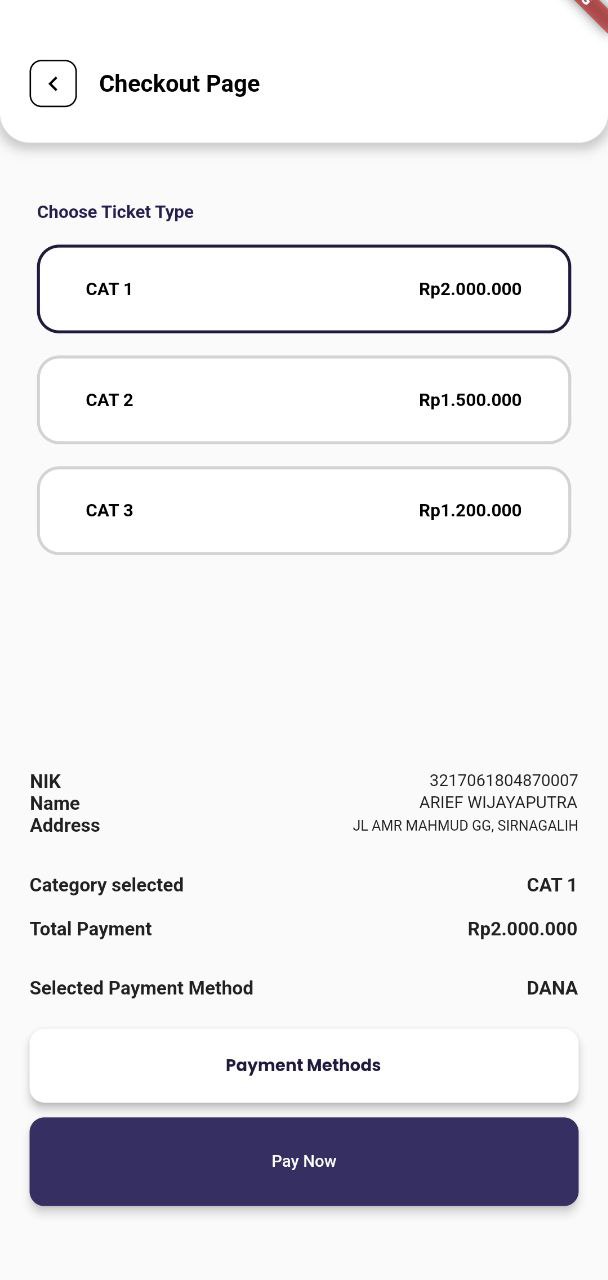 Checkout Page
Choose Ticket Type
CAT 1 Rp2.000.000
CAT 2 Rp1.500.000
CAT 3 Rp1.200.000
NIK 3217061804870007
Name ARIEF WIJAYAPUTRA
Address JL AMR MAHMUD GG, SIRNAGALIH
Category selected CAT 1
Total Payment Rp2.000.000
Selected Payment Method DANA
Payment Methods
Pay Now